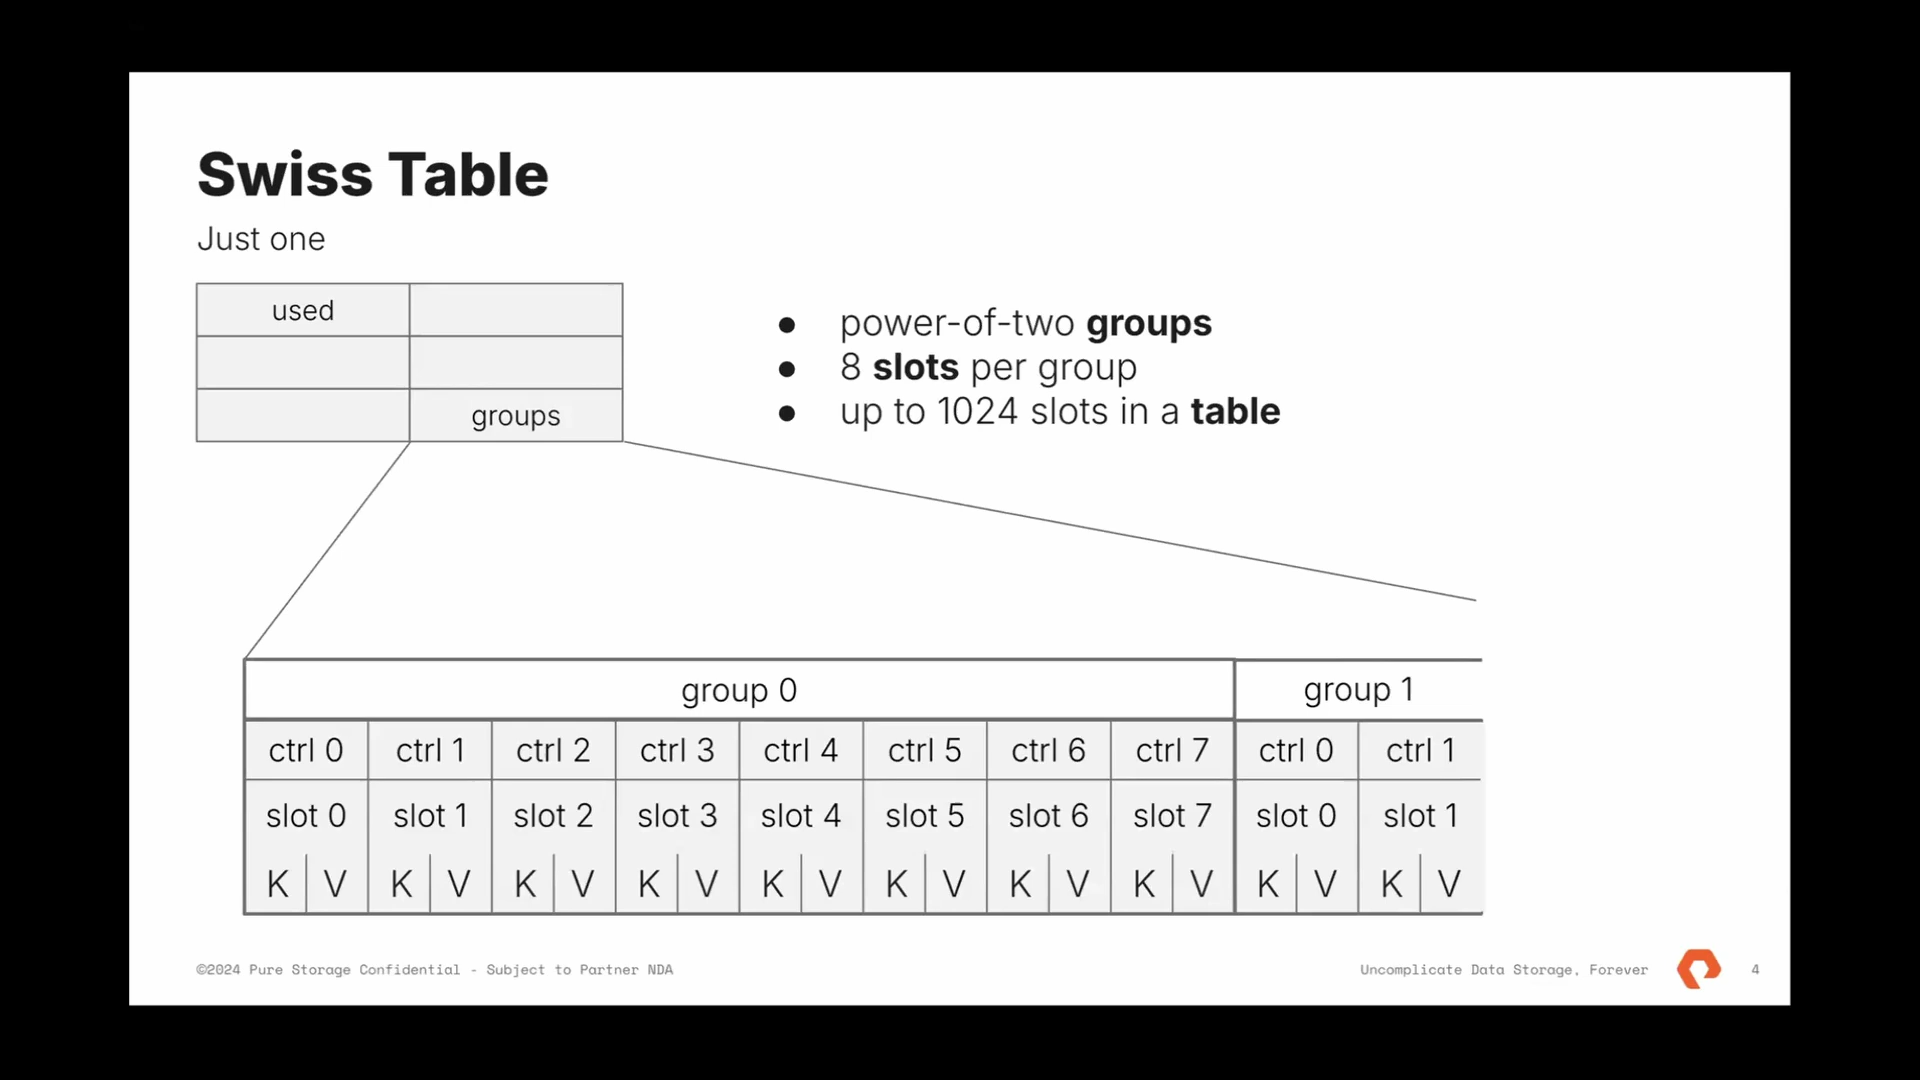 Swiss Table
Just one
used
groups
● power-of-two groups
● 8 slots per group
● up to 1024 slots in a table
group 0 group 1
ctrl 0 ctrl 1 ctrl 2 ctrl 3 ctrl 4 ctrl 5 ctrl 6 ctrl 7 ctrl 0 ctrl 1
slot 0 slot 1 slot 2 slot 3 slot 4 slot 5 slot 6 slot 7 slot 0 slot 1
K V K V K V K V K V K V K V K V K V K V
©2024 Pure Storage Confidential - Subject to Partner NDA
Uncomplicate Data Storage, Forever 4